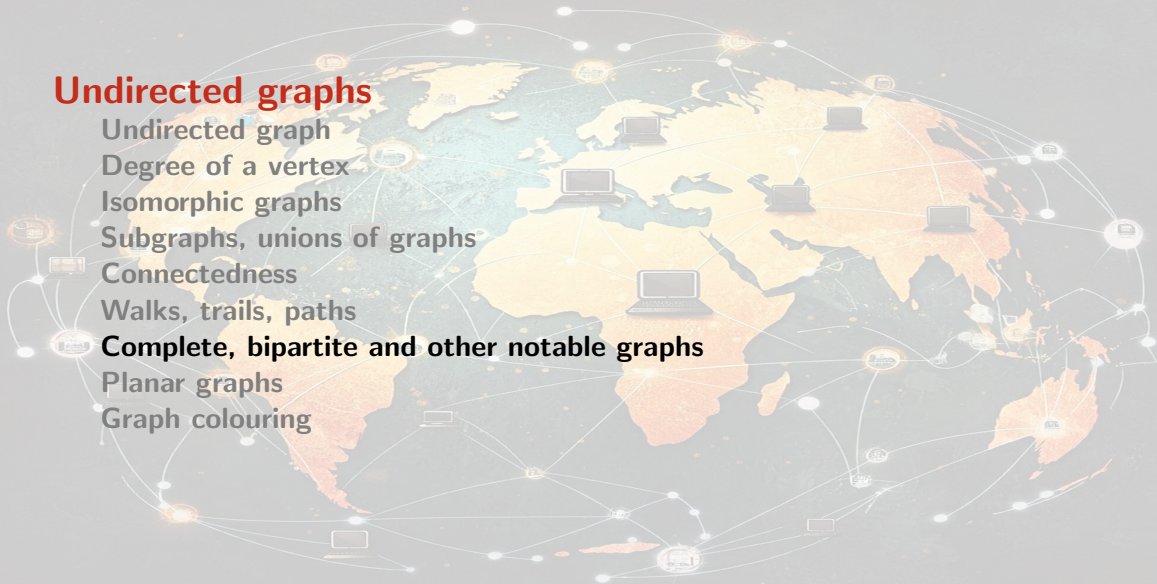 Undirected graphs
Undirected graph
Degree of a vertex
Isomorphic graphs
Subgraphs, unions of graphs
Connectedness
Walks, trails, paths
Complete, bipartite and other notable graphs
Planar graphs
Graph colouring